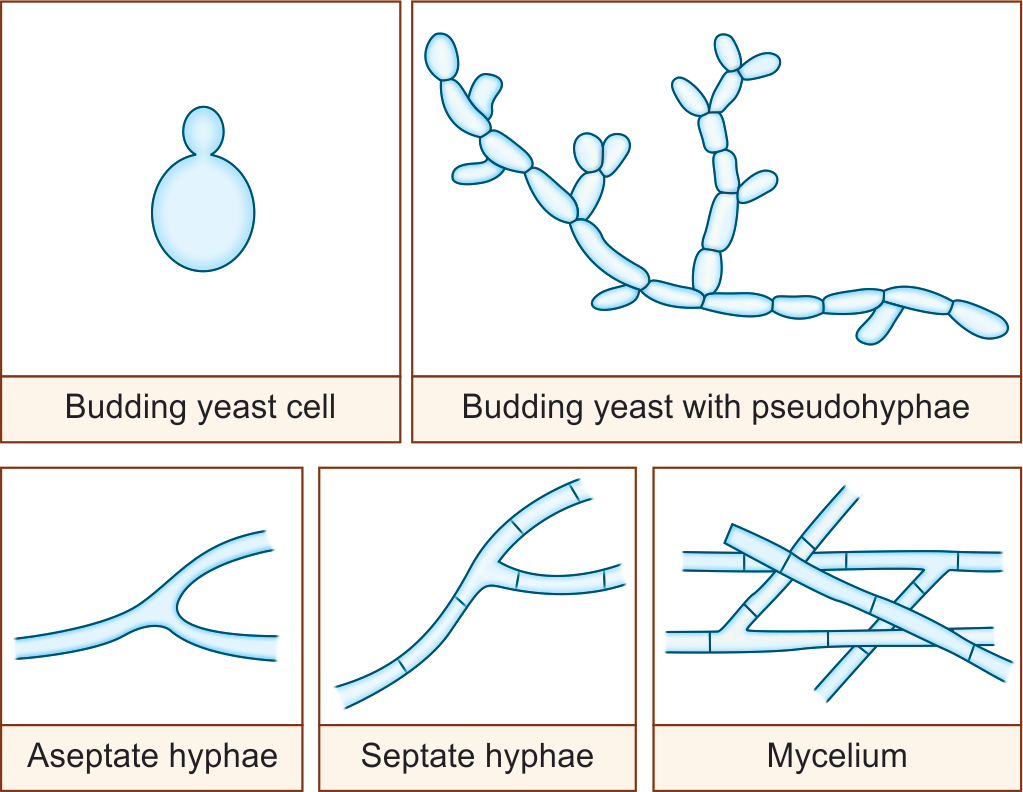 Budding yeast cell
Budding yeast with pseudohyphae
Aseptate hyphae
Septate hyphae
Mycelium